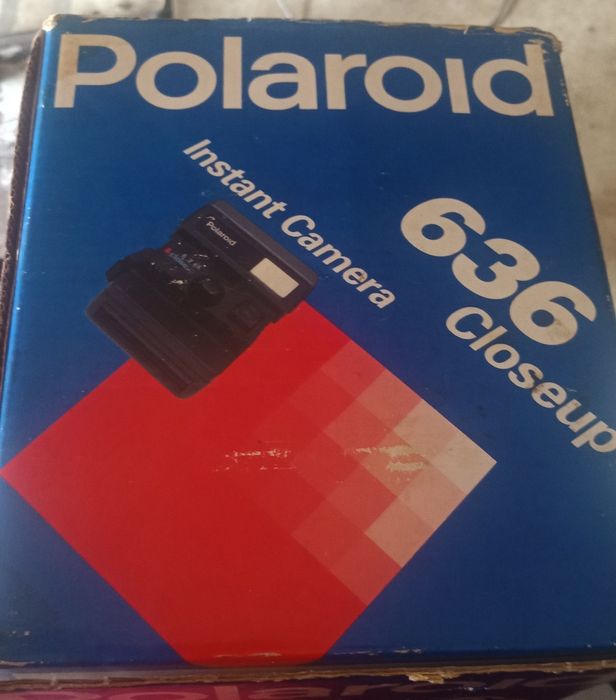 Polaroid
Instant Camera
Polaroid
636
Closeup